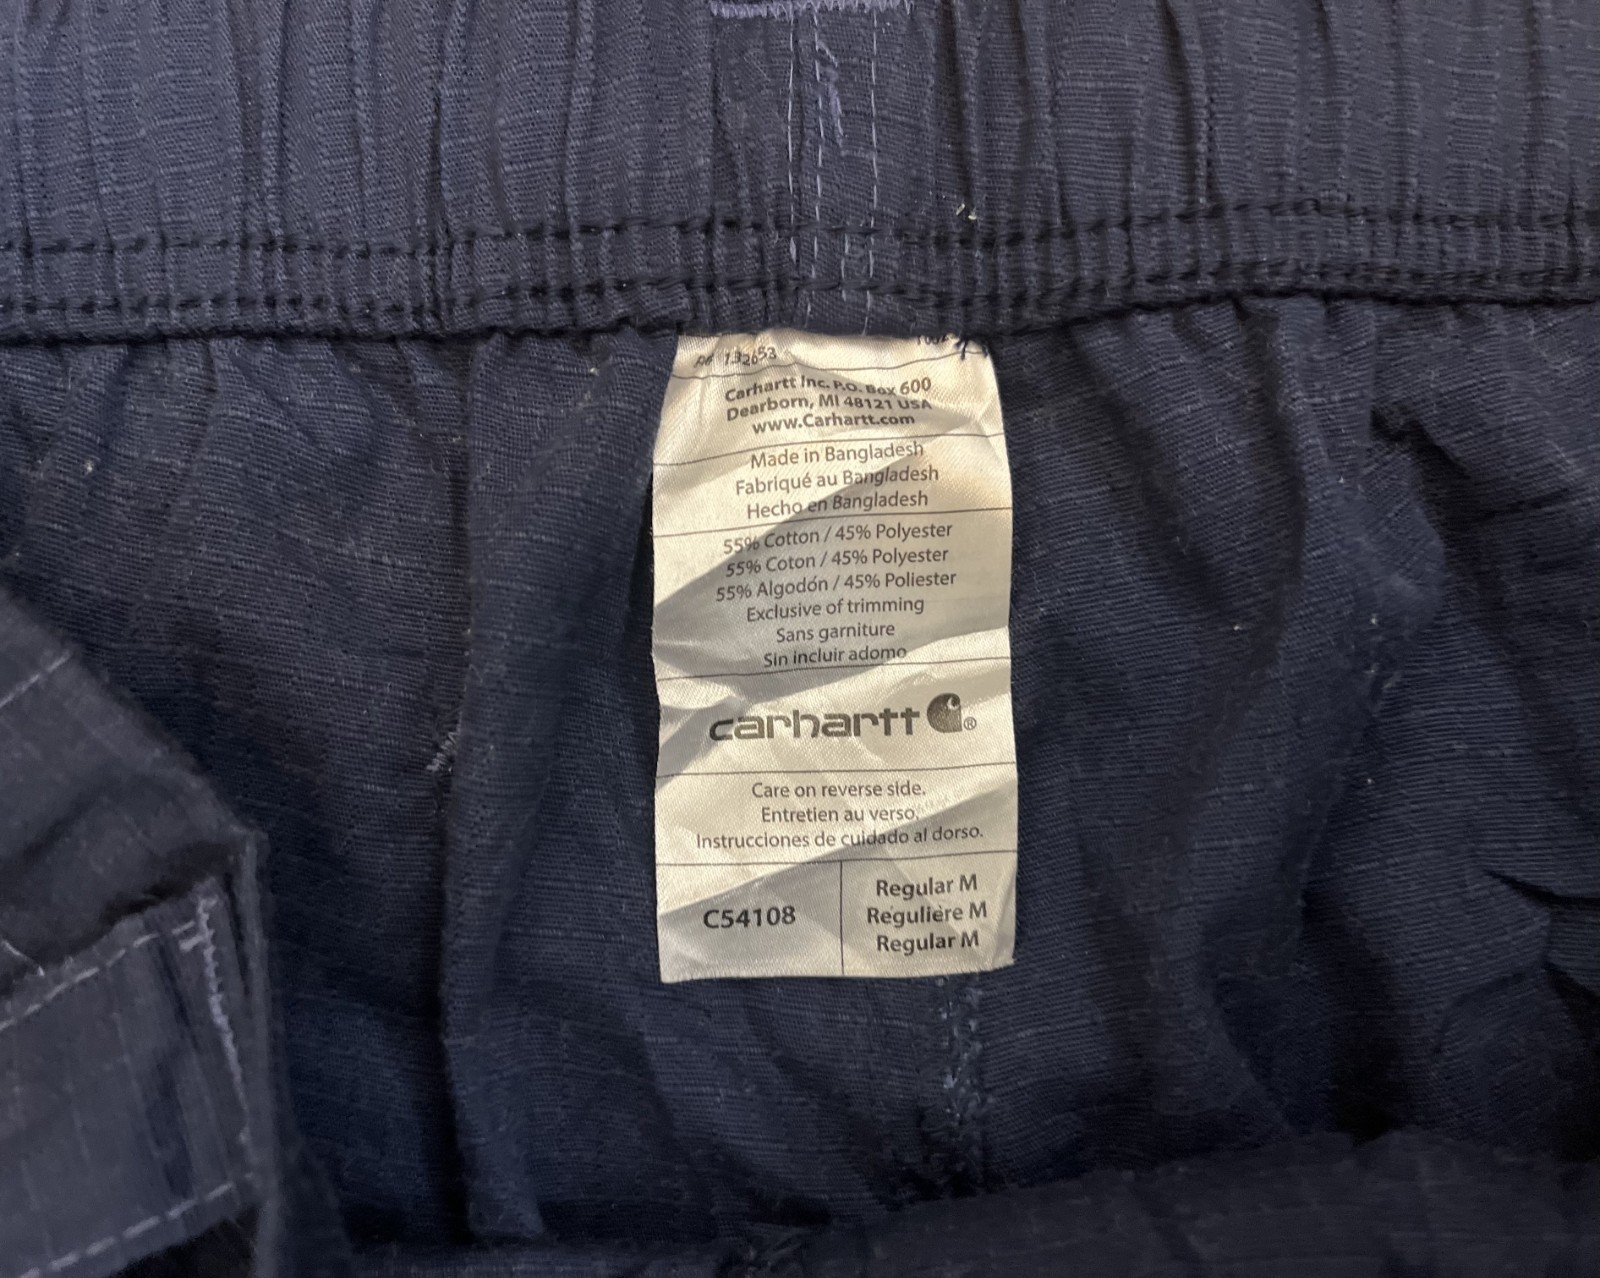 132653
Carhartt Inc. P.O. Box 600
Dearborn, MI 48121 USA
www.Carhartt.com
Made in Bangladesh
Fabriqué au Bangladesh
Hecho en Bangladesh
55% Cotton / 45% Polyester
55% Coton / 45% Polyester
55% Algodón / 45% Poliester
Exclusive of trimming
Sans garniture
Sin incluir adorno
carhartt ®
Care on reverse side.
Entretien au verso.
Instrucciones de cuidado al dorso.
C54108
Regular M
Regulière M
Regular M